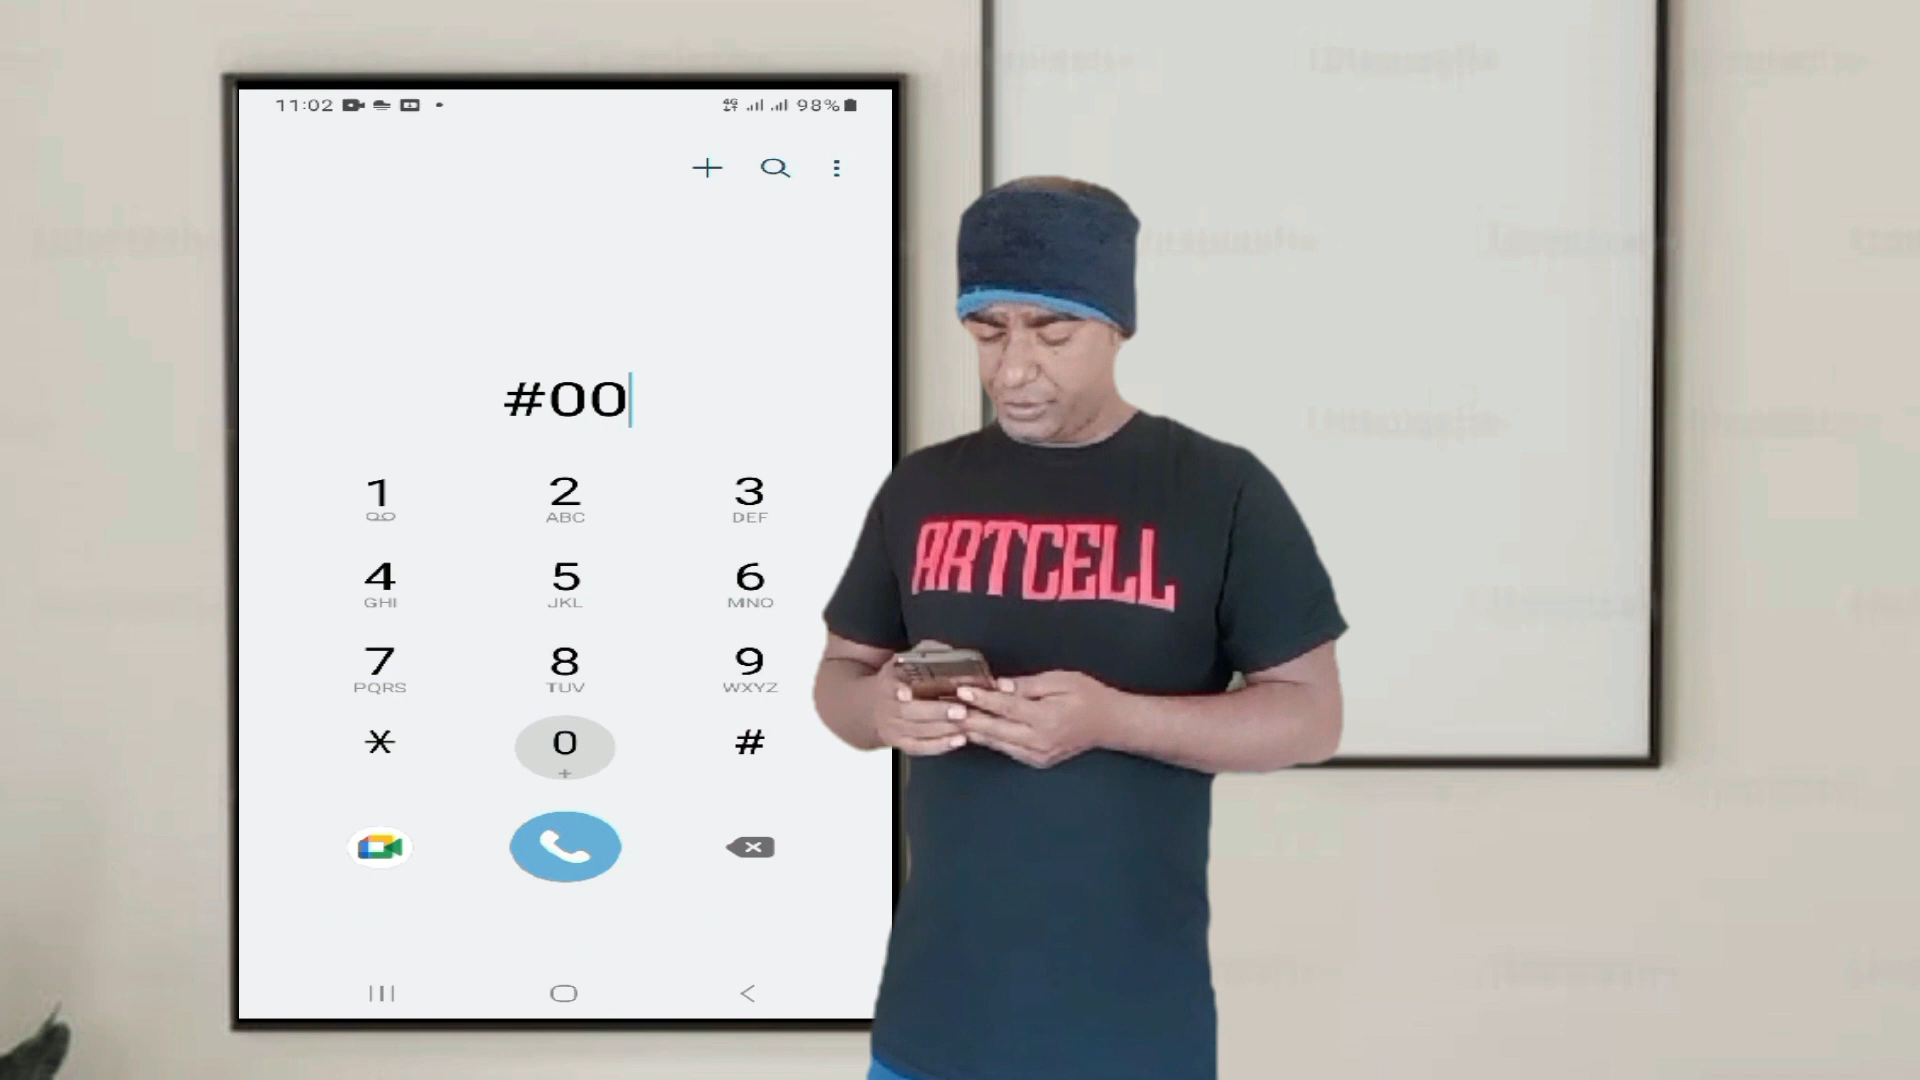 11:02
4G 98%
#00
1 2 3
ABC DEF
4 5 6
GHI JKL MNO
7 8 9
PQRS TUV WXYZ
* 0 #
+
ARTCELL